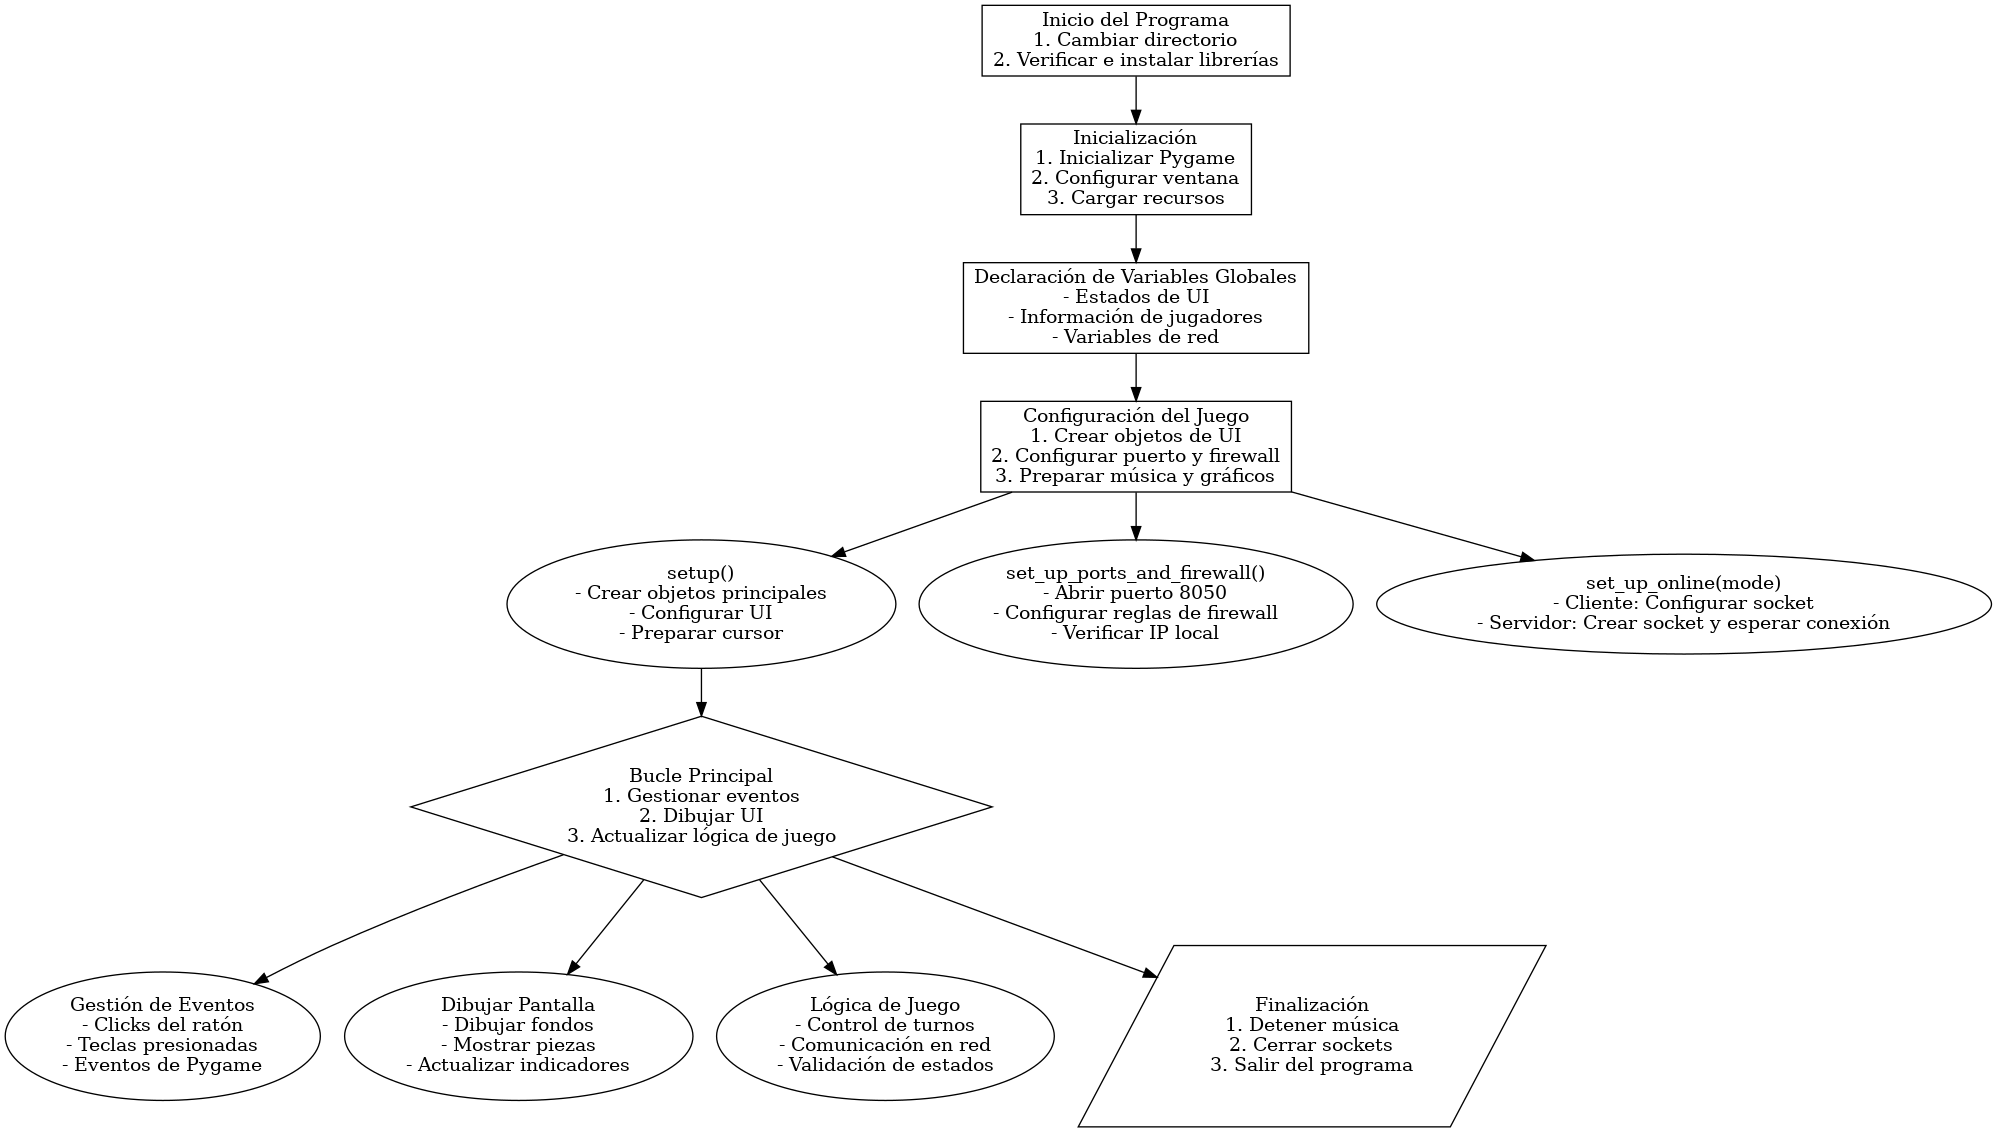 Inicio del Programa
1. Cambiar directorio
2. Verificar e instalar librerías
Inicialización
1. Inicializar Pygame
2. Configurar ventana
3. Cargar recursos
Declaración de Variables Globales
- Estados de UI
- Información de jugadores
- Variables de red
Configuración del Juego
1. Crear objetos de UI
2. Configurar puerto y firewall
3. Preparar música y gráficos
setup()
- Crear objetos principales
- Configurar UI
- Preparar cursor
set_up_ports_and_firewall()
- Abrir puerto 8050
- Configurar reglas de firewall
- Verificar IP local
set_up_online(mode)
- Cliente: Configurar socket
- Servidor: Crear socket y esperar conexión
Bucle Principal
1. Gestionar eventos
2. Dibujar UI
3. Actualizar lógica de juego
Gestión de Eventos
- Clicks del ratón
- Teclas presionadas
- Eventos de Pygame
Dibujar Pantalla
- Dibujar fondos
- Mostrar piezas
- Actualizar indicadores
Lógica de Juego
- Control de turnos
- Comunicación en red
- Validación de estados
Finalización
1. Detener música
2. Cerrar sockets
3. Salir del programa